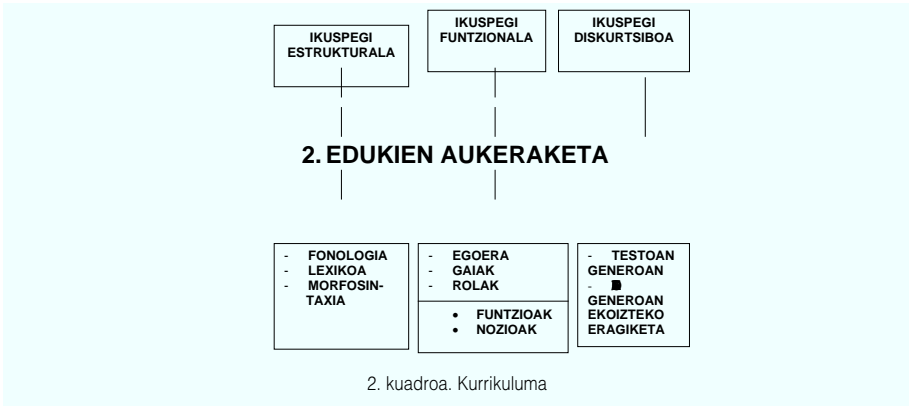 IKUSPEGI
ESTRUKTURALA
IKUSPEGI
FUNTZIONALA
IKUSPEGI
DISKURTSIBOA
2. EDUKIEN AUKERAKETA
- FONOLOGIA
- LEXIKOA
- MORFOSIN-
TAXIA
- EGOERA
- GAIAK
- ROLAK
• FUNTZIOAK
• NOZIOAK
- TESTOAN
GENEROAN
-
GENEROAN
EKOIZTEKO
ERAGIKETA
2. kuadroa. Kurrikuluma